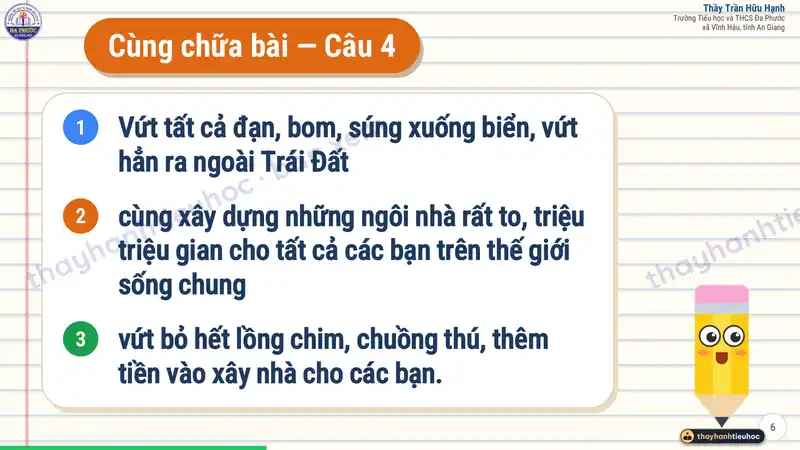 ĐA PHƯỚC
Thầy Trần Hữu Hạnh
Trường Tiểu học và THCS Đa Phước
xã Vĩnh Hậu, tỉnh An Giang
Cùng chữa bài – Câu 4
1
Vứt tất cả đạn, bom, súng xuống biển, vứt
hẳn ra ngoài Trái Đất
2
cùng xây dựng những ngôi nhà rất to, triệu
triệu gian cho tất cả các bạn trên thế giới
sống chung
3
vứt bỏ hết lồng chim, chuồng thú, thêm
tiền vào xây nhà cho các bạn.
thayhanhtieuhoc
6